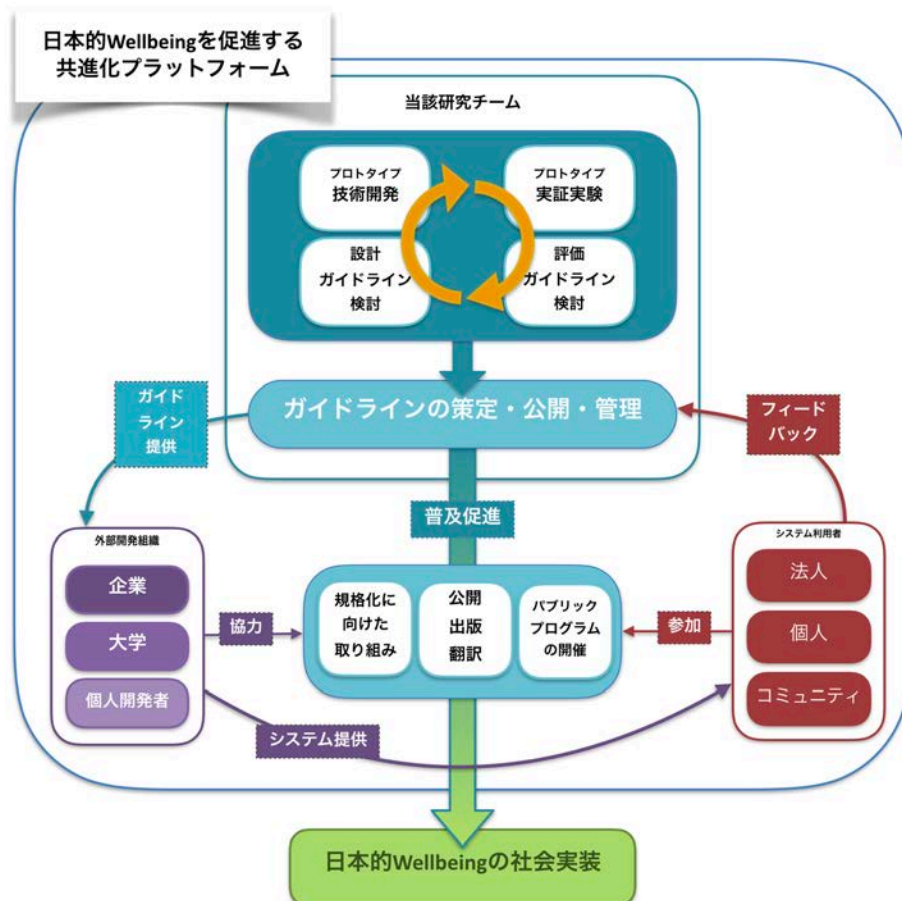 日本的Wellbeingを促進する
共進化プラットフォーム
当該研究チーム
プロトタイプ
技術開発
プロトタイプ
実証実験
設計
ガイドライン
検討
評価
ガイドライン
検討
ガイドラインの策定・公開・管理
ガイド
ライン
提供
フィード
バック
普及促進
外部開発組織
企業
大学
個人開発者
協力
規格化に
向けた
取り組み
公開
出版
翻訳
パブリック
プログラム
の開催
参加
システム利用者
法人
個人
コミュニティ
システム提供
日本的Wellbeingの社会実装